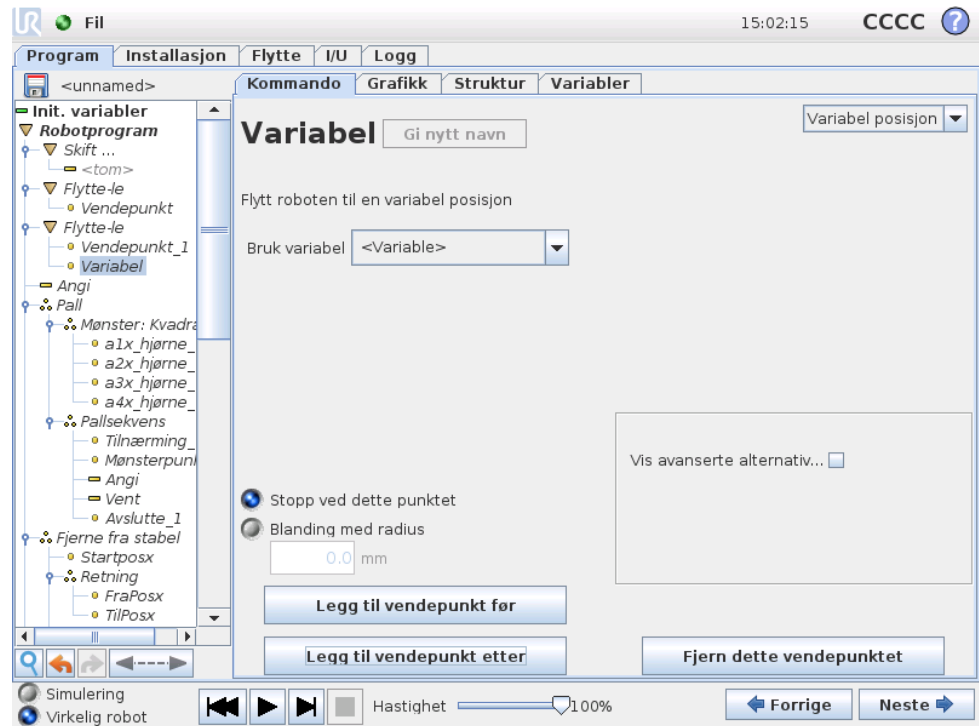 UR Fil 15:02:15 CCCC ?
Program Installasjon Flytte I/U Logg
<unnamed>
Init. variabler
Robotprogram
Skift ...
<tom>
Flytte-le
Vendepunkt
Flytte-le
Vendepunkt_1
Variabel
Angi
Pall
Mønster: Kvadra
a1x_hjørne_
a2x_hjørne_
a3x_hjørne_
a4x_hjørne_
Pallsekvens
Tilnærming_
Mønsterpun
Angi
Vent
Avslutte_1
Fjerne fra stabel
Startposx
Retning
FraPosx
TilPosx
Kommando Grafikk Struktur Variabler
Variabel Gi nytt navn Variabel posisjon
Flytt roboten til en variabel posisjon
Bruk variabel <Variable>
Vis avanserte alternativ...
Stopp ved dette punktet
Blanding med radius
0.0 mm
Legg til vendepunkt før
Legg til vendepunkt etter Fjern dette vendepunktet
Simulering
Virkelig robot
Hastighet 100% Forrige Neste